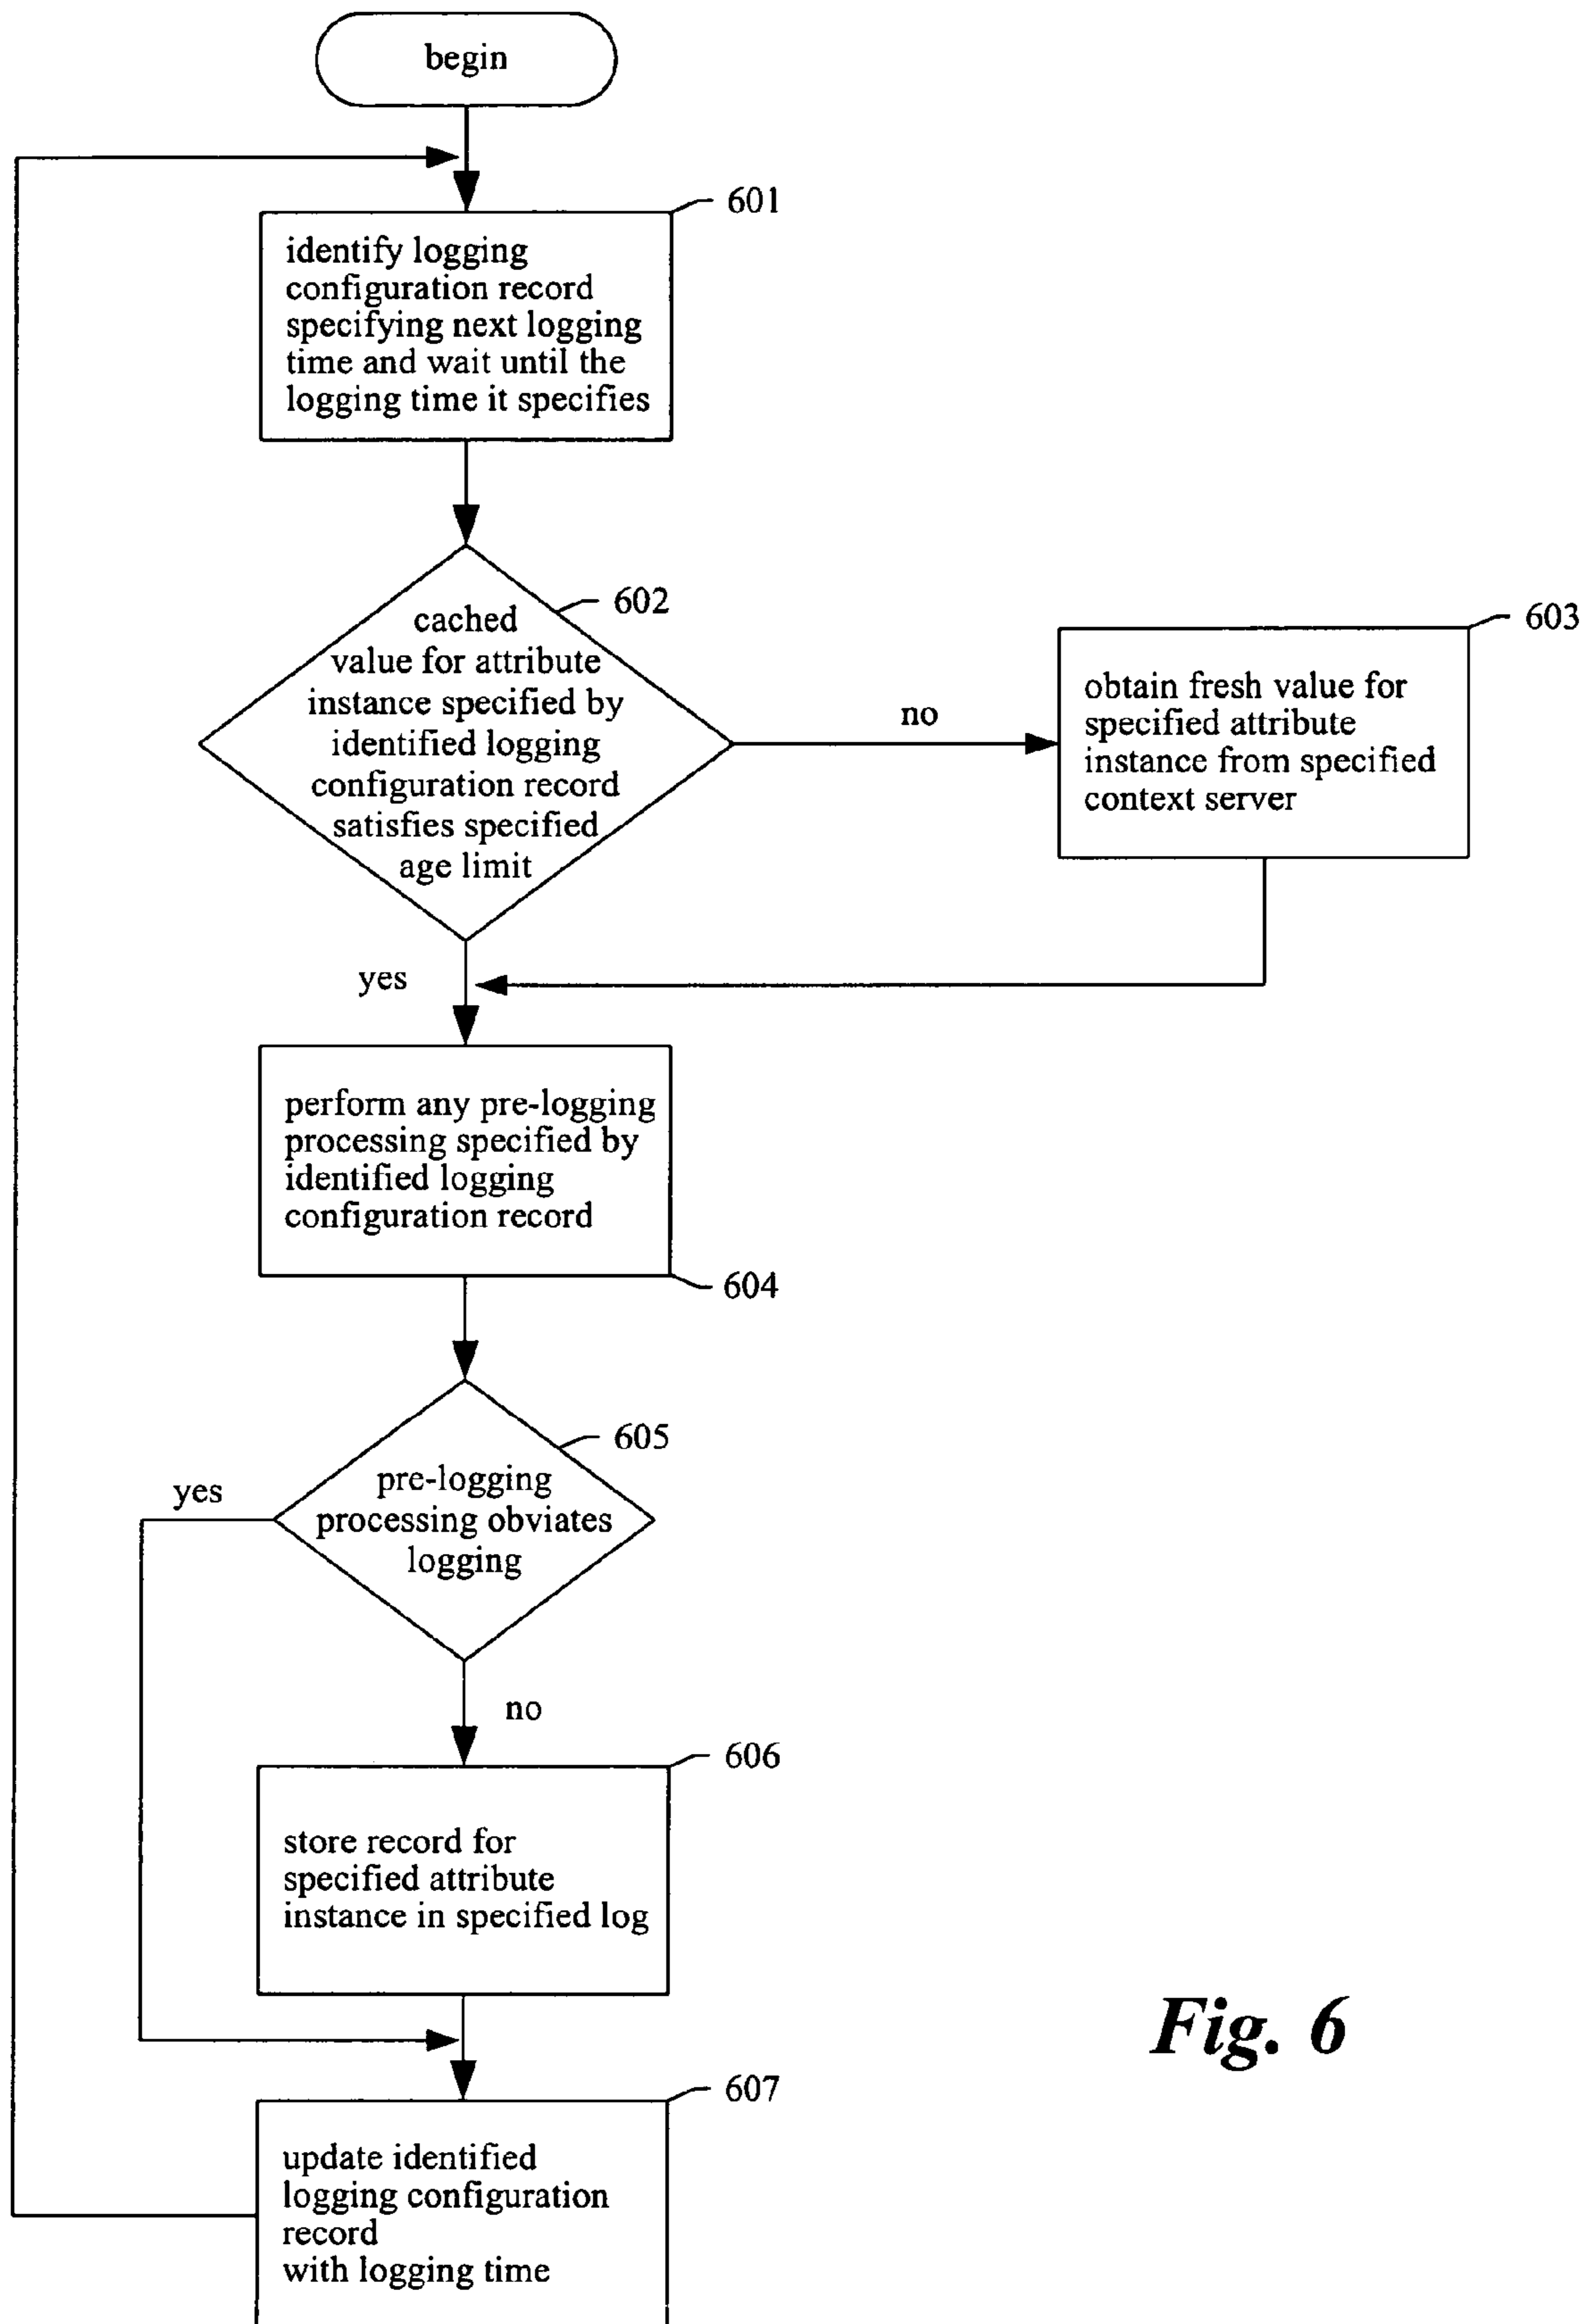 begin
601
identify logging
configuration record
specifying next logging
time and wait until the
logging time it specifies
602
cached
value for attribute
instance specified by
identified logging
configuration record
satisfies specified
age limit
no
603
obtain fresh value for
specified attribute
instance from specified
context server
yes
perform any pre-logging
processing specified by
identified logging
configuration record
604
605
yes
pre-logging
processing obviates
logging
no
606
store record for
specified attribute
instance in specified log
Fig. 6
607
update identified
logging configuration
record
with logging time